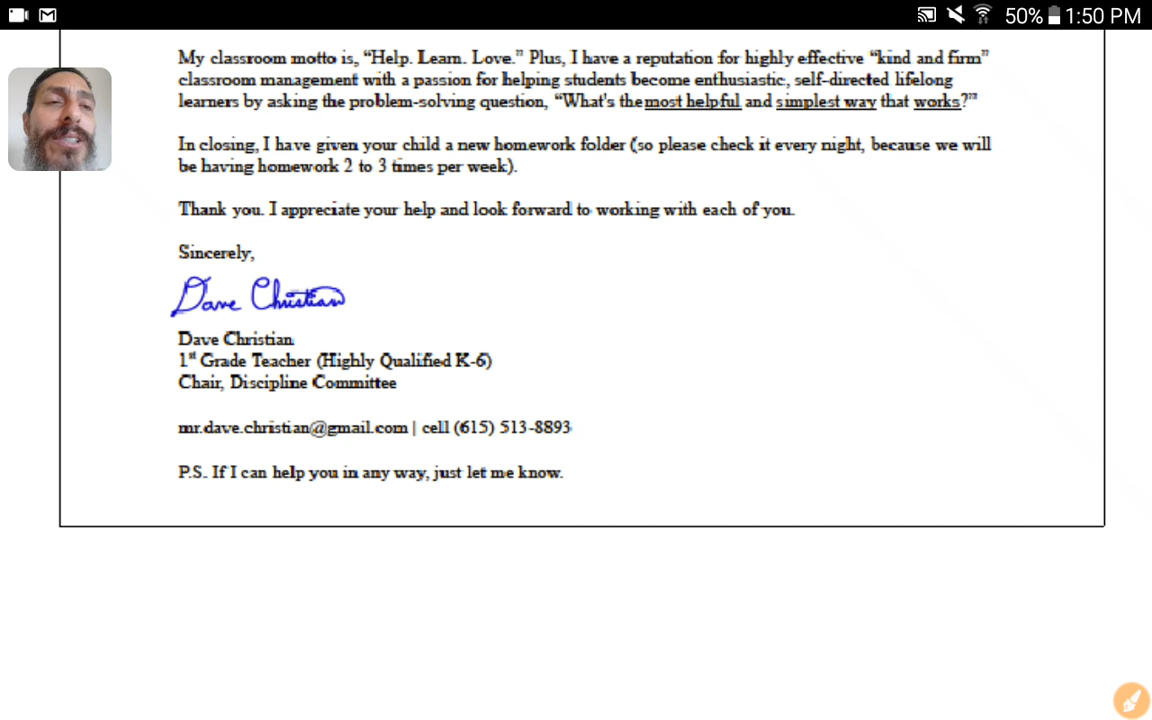 50% 1:50 PM
My classroom motto is, “Help. Learn. Love.” Plus, I have a reputation for highly effective “kind and firm”
classroom management with a passion for helping students become enthusiastic, self-directed lifelong
learners by asking the problem-solving question, “What's the most helpful and simplest way that works?”
In closing, I have given your child a new homework folder (so please check it every night, because we will
be having homework 2 to 3 times per week).
Thank you. I appreciate your help and look forward to working with each of you.
Sincerely,
Dave Christian
Dave Christian
1st Grade Teacher (Highly Qualified K-6)
Chair, Discipline Committee
mr.dave.christian@gmail.com | cell (615) 513-8893
P.S. If I can help you in any way, just let me know.